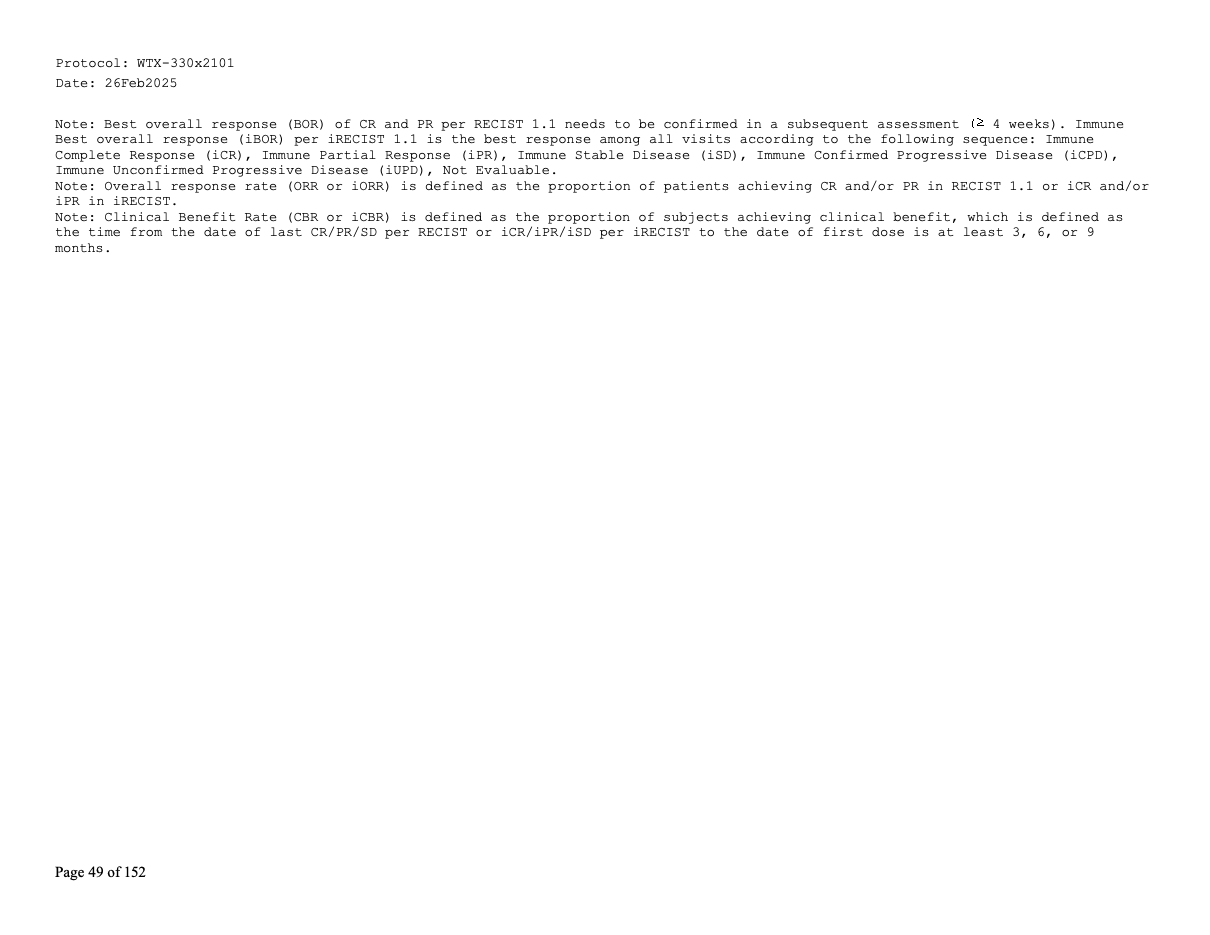 Protocol: WTX-330x2101
Date: 26Feb2025
Note: Best overall response (BOR) of CR and PR per RECIST 1.1 needs to be confirmed in a subsequent assessment (≥ 4 weeks). Immune
Best overall response (iBOR) per iRECIST 1.1 is the best response among all visits according to the following sequence: Immune
Complete Response (iCR), Immune Partial Response (iPR), Immune Stable Disease (iSD), Immune Confirmed Progressive Disease (iCPD),
Immune Unconfirmed Progressive Disease (iUPD), Not Evaluable.
Note: Overall response rate (ORR or iORR) is defined as the proportion of patients achieving CR and/or PR in RECIST 1.1 or iCR and/or
iPR in iRECIST.
Note: Clinical Benefit Rate (CBR or iCBR) is defined as the proportion of subjects achieving clinical benefit, which is defined as
the time from the date of last CR/PR/SD per RECIST or iCR/iPR/iSD per iRECIST to the date of first dose is at least 3, 6, or 9
months.
Page 49 of 152